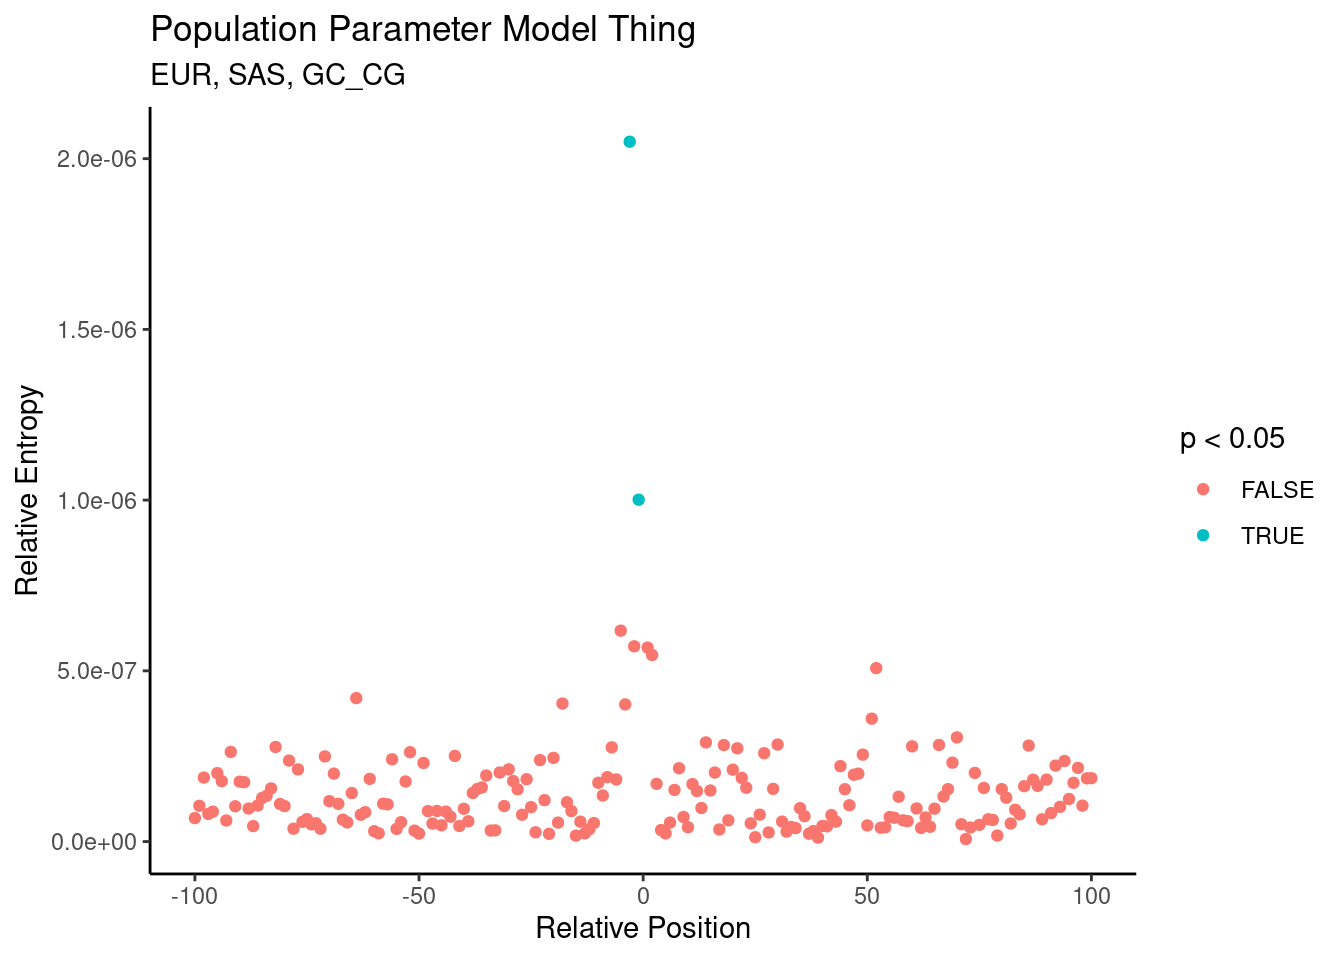 Population Parameter Model Thing
EUR, SAS, GC_CG
2.0e-06
1.5e-06
1.0e-06
5.0e-07
0.0e+00
Relative Entropy
-100
-50
0
50
100
Relative Position
p < 0.05
FALSE
TRUE